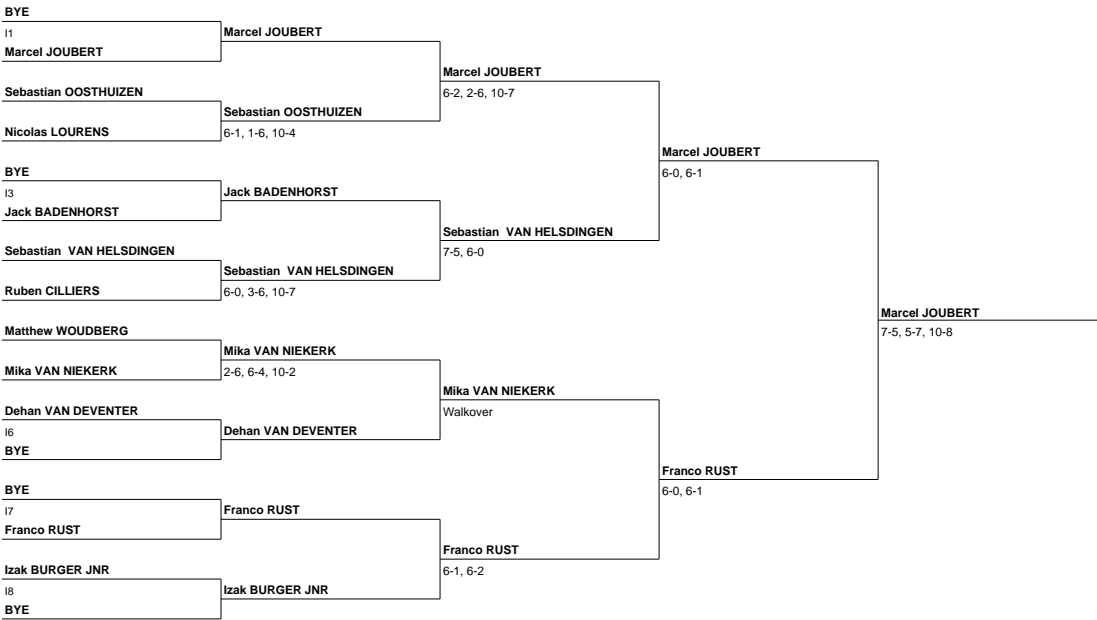 BYE
I1
Marcel JOUBERT
Sebastian OOSTHUIZEN
Nicolas LOURENS
BYE
I3
Jack BADENHORST
Sebastian  VAN HELSDINGEN
Ruben CILLIERS
Matthew WOUDBERG
Mika VAN NIEKERK
Dehan VAN DEVENTER
I6
BYE
BYE
I7
Franco RUST
Izak BURGER JNR
I8
BYE
Marcel JOUBERT
Sebastian OOSTHUIZEN
6-1, 1-6, 10-4
Jack BADENHORST
Sebastian  VAN HELSDINGEN
6-0, 3-6, 10-7
Mika VAN NIEKERK
2-6, 6-4, 10-2
Dehan VAN DEVENTER
Franco RUST
Izak BURGER JNR
Marcel JOUBERT
6-2, 2-6, 10-7
Sebastian  VAN HELSDINGEN
7-5, 6-0
Mika VAN NIEKERK
Walkover
Franco RUST
6-1, 6-2
Marcel JOUBERT
6-0, 6-1
Franco RUST
6-0, 6-1
Marcel JOUBERT
7-5, 5-7, 10-8